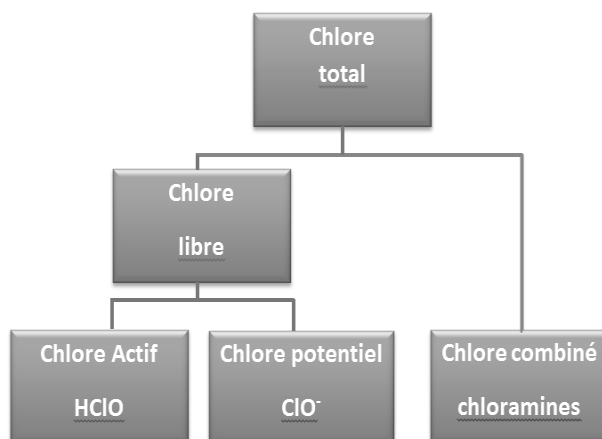 Chlore
total
Chlore
libre
Chlore Actif
HClO
Chlore potentiel
ClO⁻
Chlore combiné
chloramines